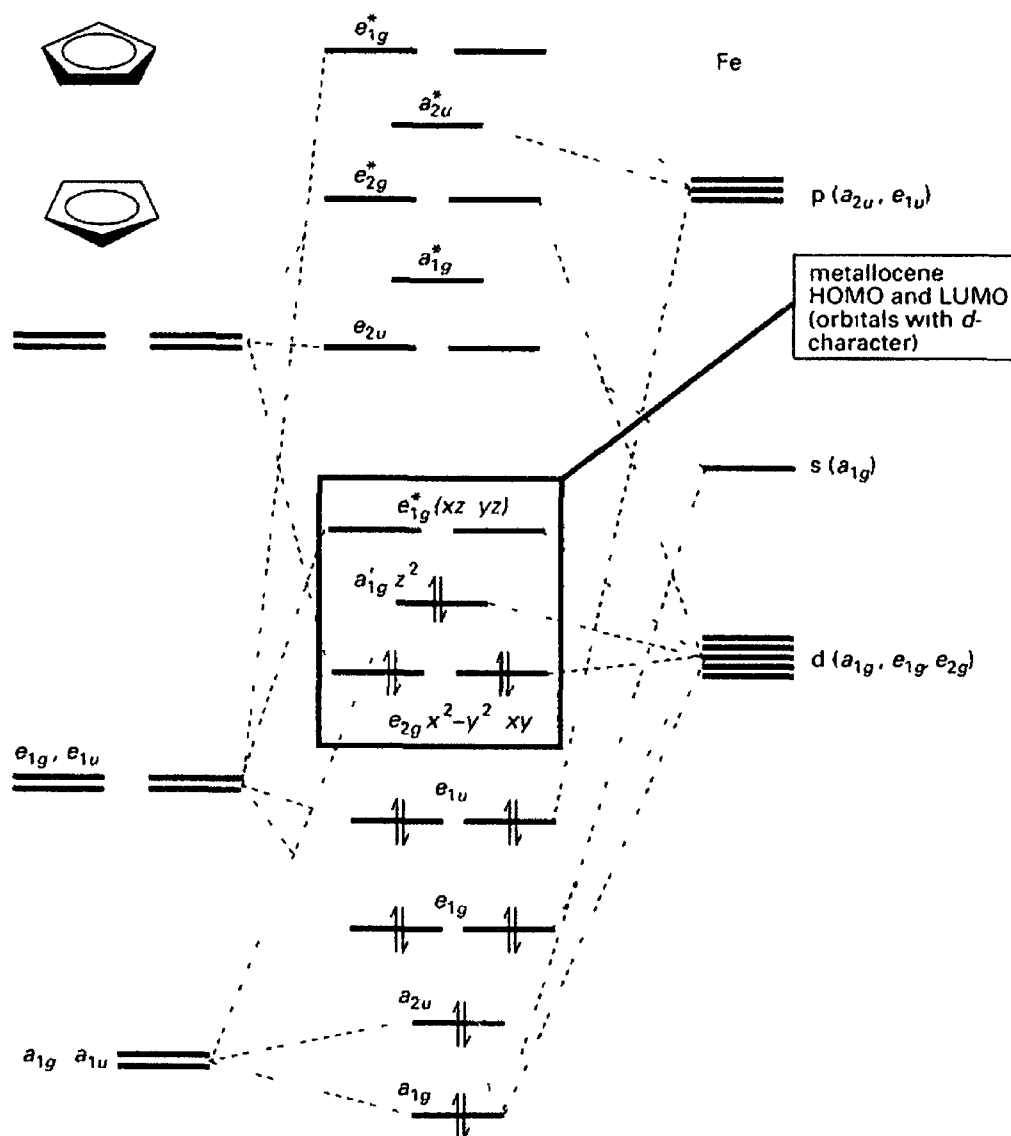 e*1g
Fe
a*2u
e*2g
p (a2u, e1u)
a*1g
metallocene
HOMO and LUMO
(orbitals with d-
character)
e2u
s (a1g)
e*1g (xz yz)
a′1g z²
d (a1g, e1g, e2g)
e2g x²–y² xy
e1g, e1u
e1u
e1g
a2u
a1g a1u
a1g